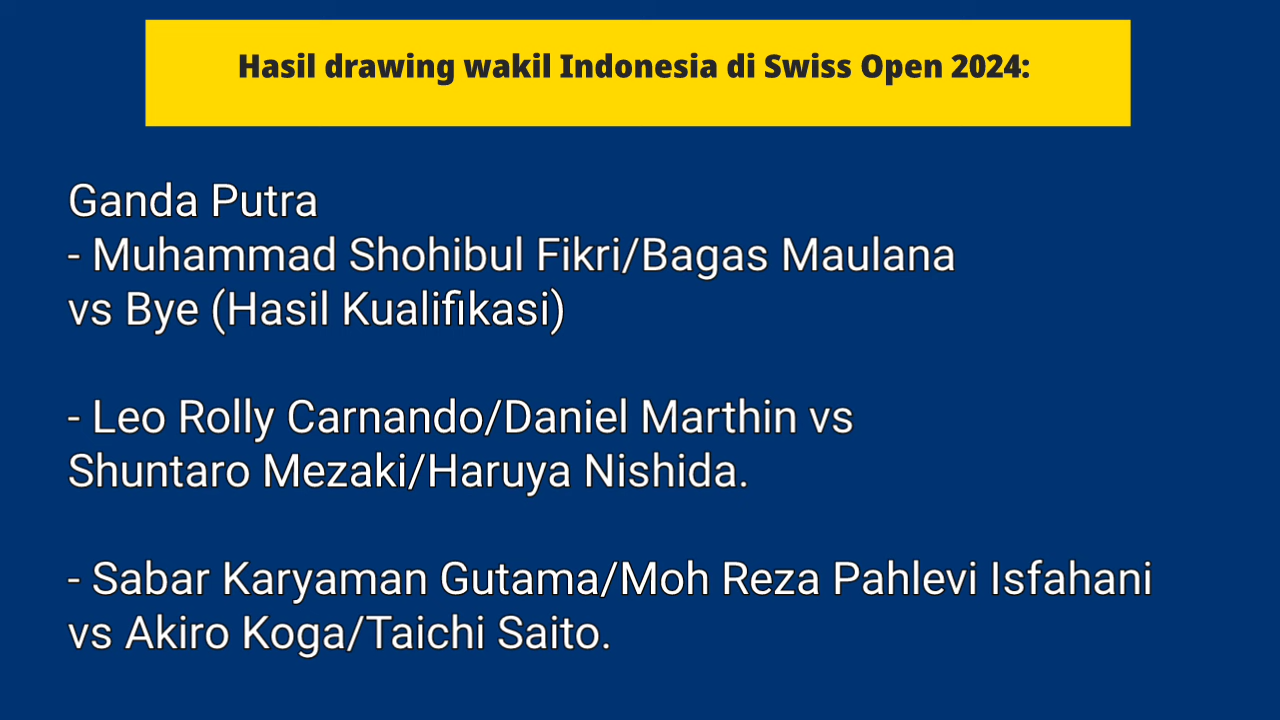 Hasil drawing wakil Indonesia di Swiss Open 2024:
Ganda Putra
- Muhammad Shohibul Fikri/Bagas Maulana
vs Bye (Hasil Kualifikasi)
- Leo Rolly Carnando/Daniel Marthin vs
Shuntaro Mezaki/Haruya Nishida.
- Sabar Karyaman Gutama/Moh Reza Pahlevi Isfahani
vs Akiro Koga/Taichi Saito.